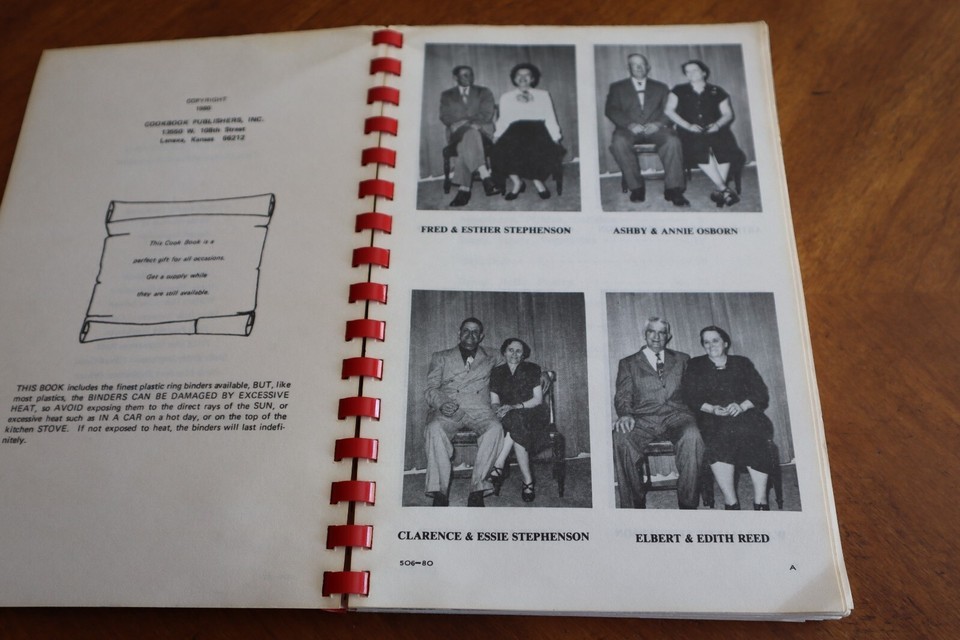 COPYRIGHT
1980
COOKBOOK PUBLISHERS, INC.
Lenexa, Kansas 66212
This Cook Book is a
perfect gift for all occasions.
Get a supply while
they are still available.
THIS BOOK includes the finest plastic ring binders available, BUT, like
most plastics, the BINDERS CAN BE DAMAGED BY EXCESSIVE
HEAT, so AVOID exposing them to the direct rays of the SUN, or
excessive heat such as IN A CAR on a hot day, or on the top of the
kitchen STOVE. If not exposed to heat, the binders will last indefi-
nitely.
FRED & ESTHER STEPHENSON
ASHBY & ANNIE OSBORN
CLARENCE & ESSIE STEPHENSON
ELBERT & EDITH REED
506-80
A